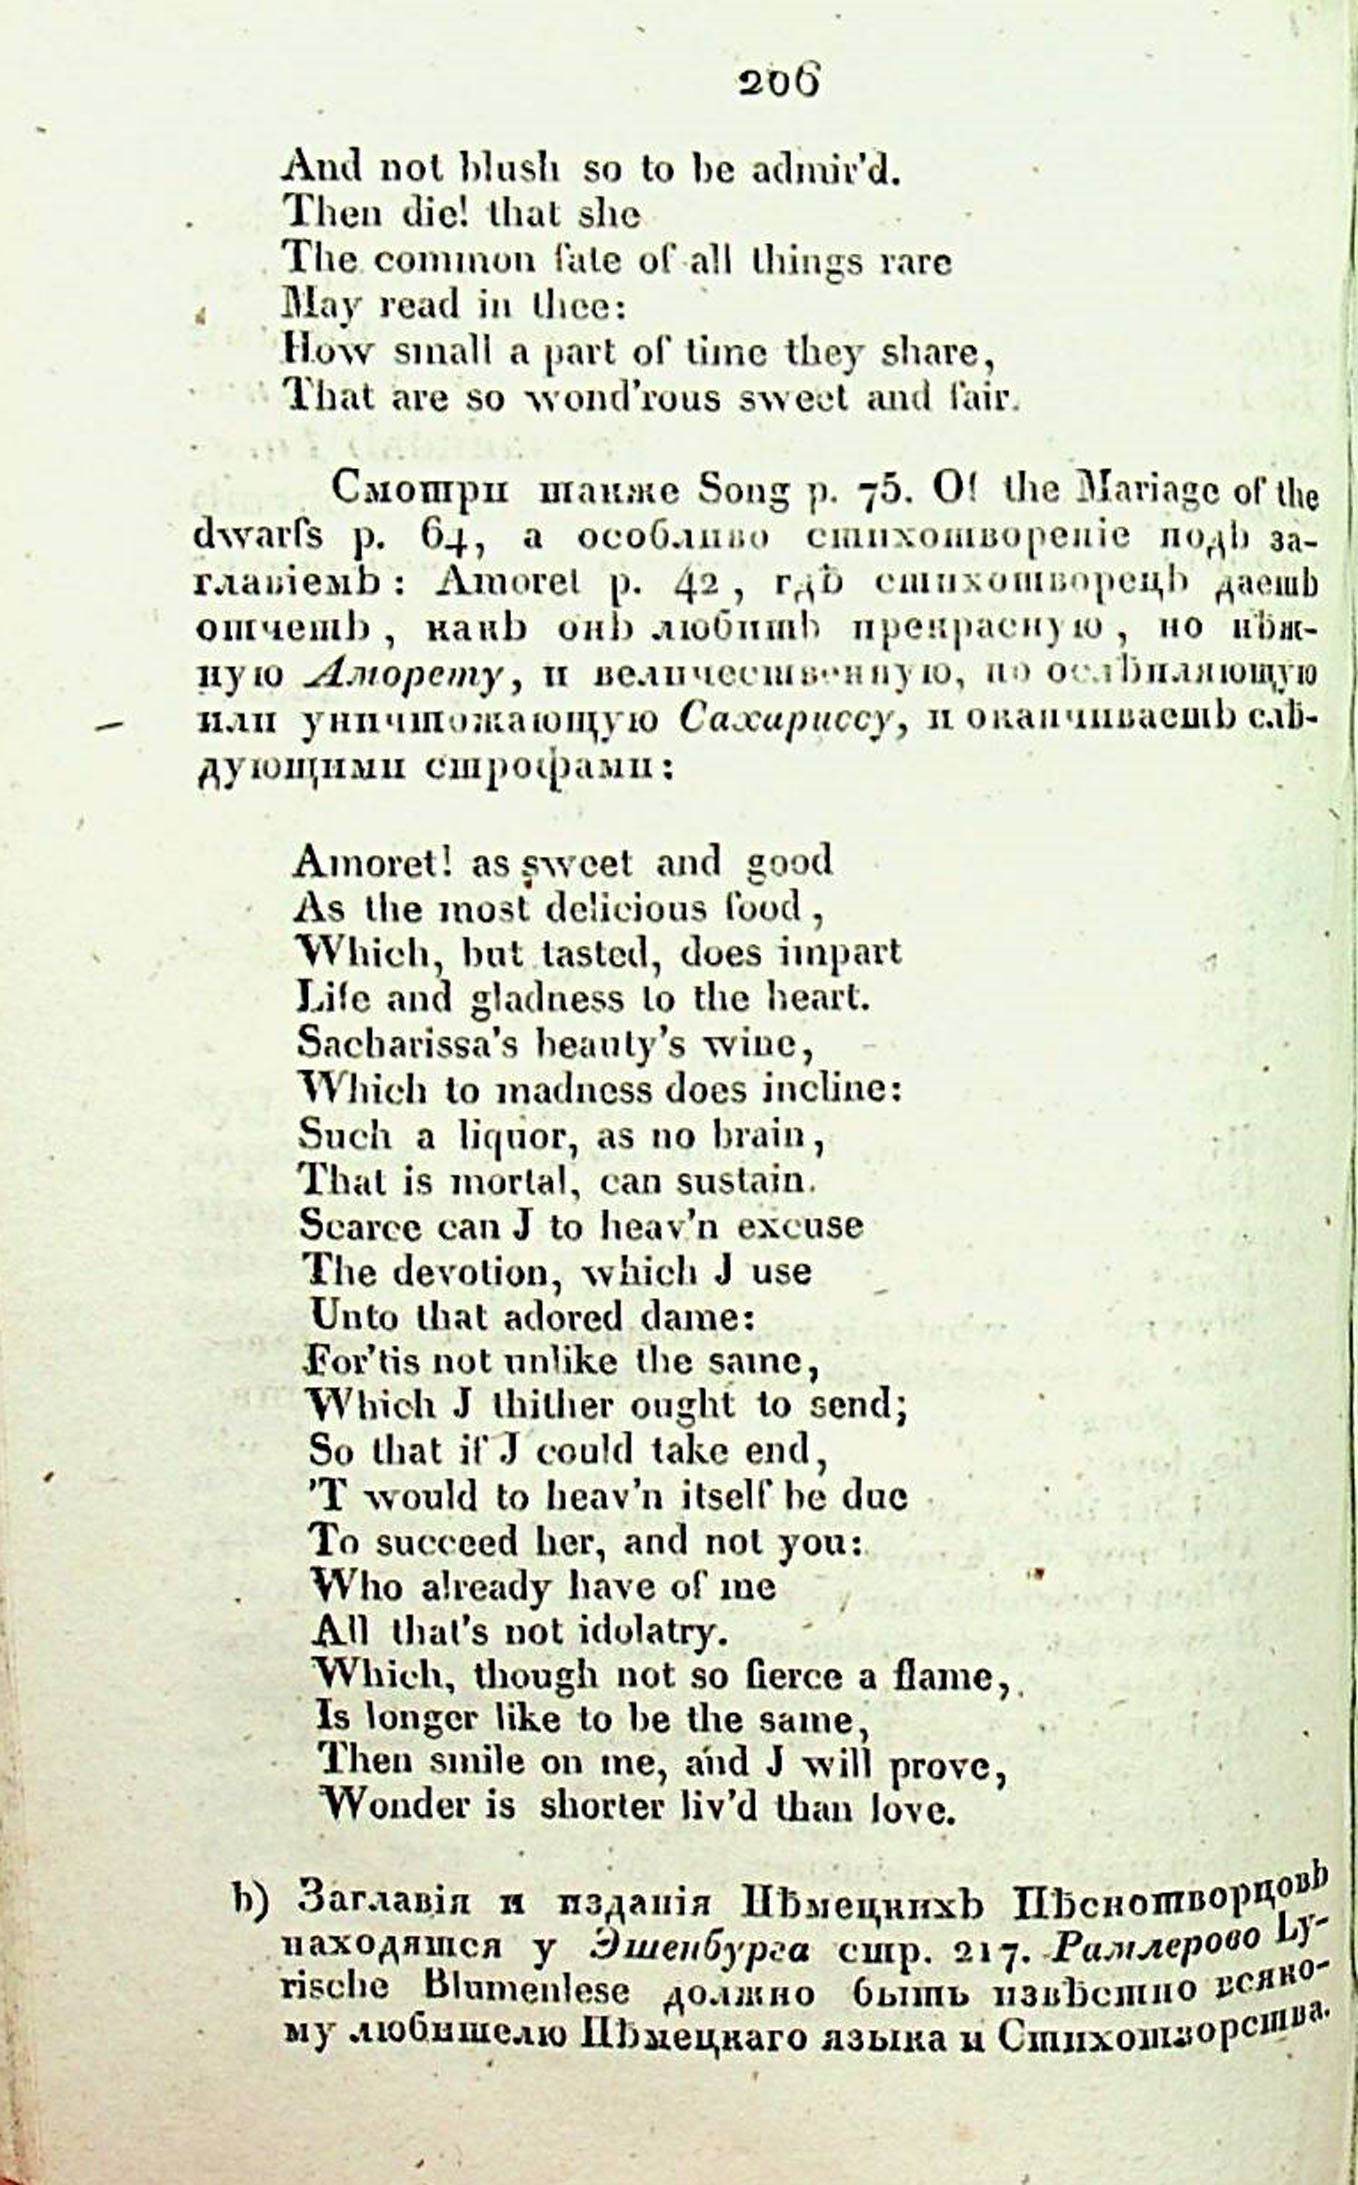 206
And not blush so to be admir'd.
Then die! that she
The common fate of all things rare
May read in thee:
How small a part of time they share,
That are so wond'rous sweet and fair.
Смотри также Song p. 75. Of the Mariage of the
dwarfs p. 64, а особливо стихотвореніе подъ за-
главіемъ: Amoret p. 42, гдѣ стихотворецъ даетъ
отчетъ, какъ онъ любитъ прекрасную, но нѣж-
ную Аморету, и величественную, но ослѣпляющую
или уничтожающую Сахариссу, и оканчиваетъ слѣ-
дующими строфами:
Amoret! as sweet and good
As the most delicious food,
Which, but tasted, does impart
Life and gladness to the heart.
Sacharissa's beauty's wine,
Which to madness does incline:
Such a liquor, as no brain,
That is mortal, can sustain.
Scarce can J to heav'n excuse
The devotion, which J use
Unto that adored dame:
For'tis not unlike the same,
Which J thither ought to send;
So that if J could take end,
'T would to heav'n itself be due
To succeed her, and not you:
Who already have of me
All that's not idolatry.
Which, though not so fierce a flame,
Is longer like to be the same,
Then smile on me, and J will prove,
Wonder is shorter liv'd than love.
b) Заглавія и изданія Нѣмецкихъ Пѣснотворцовъ
находятся у Эшенбурга стр. 217. Рамлерово Ly-
rische Blumenlese должно быть извѣстно всяко-
му любителю Нѣмецкаго языка и Стихотворства.